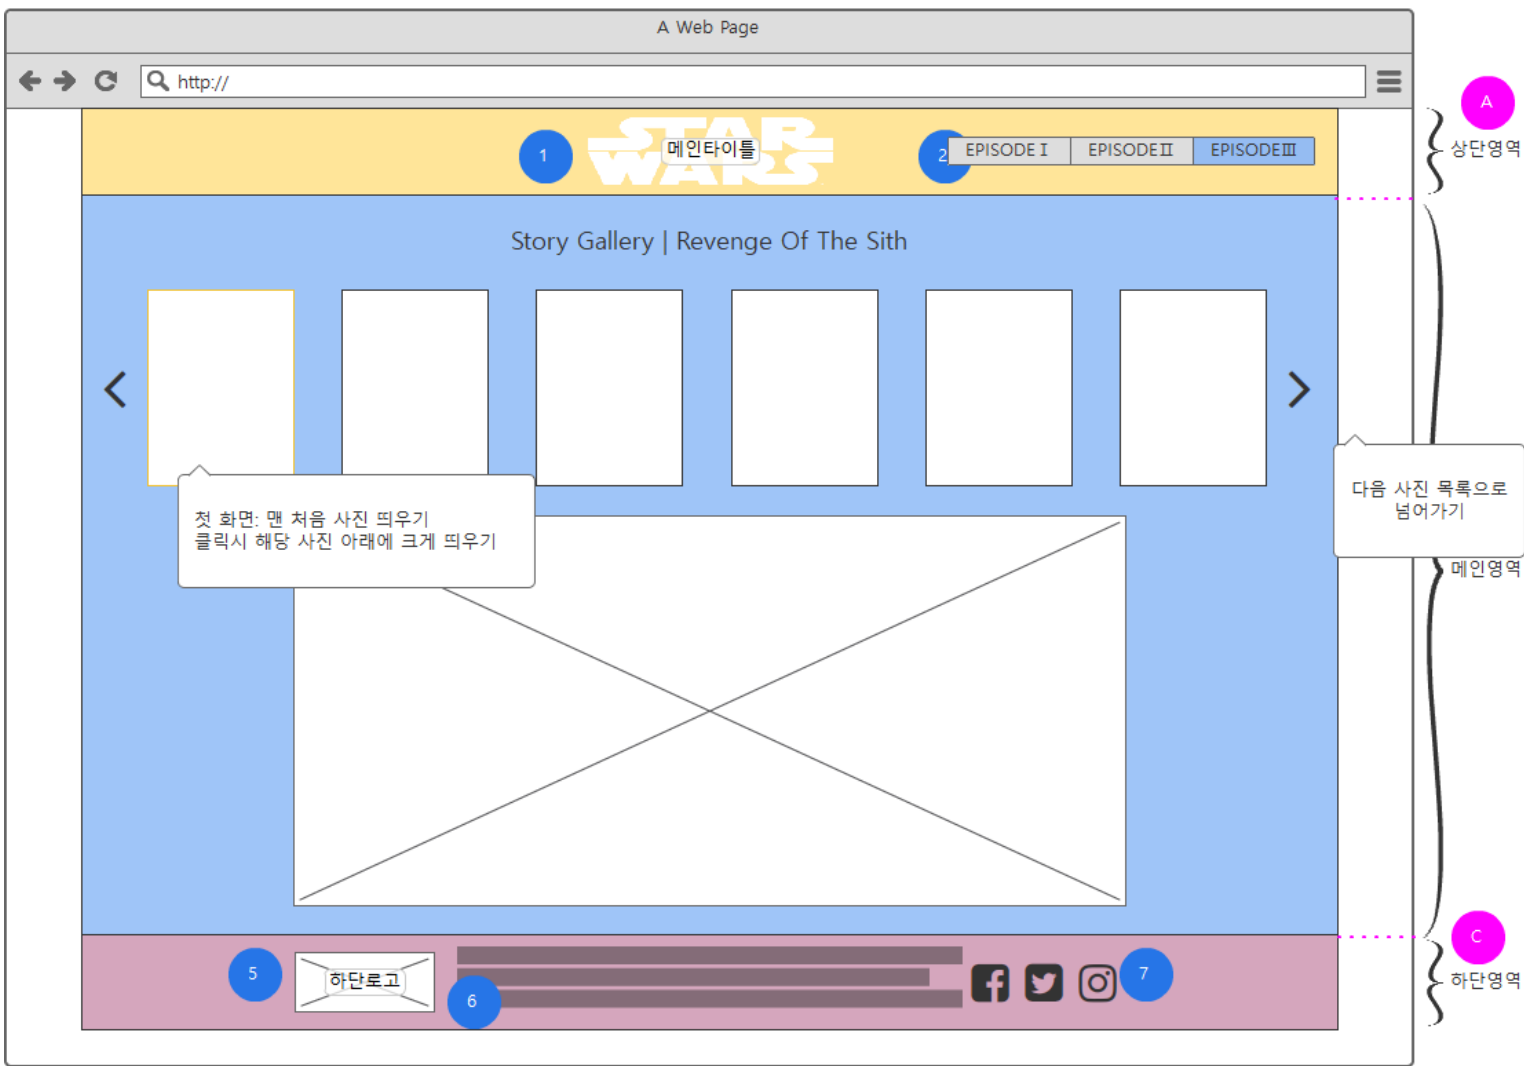 A Web Page
http://
A
상단영역
1
STAR WARS
메인타이틀
2
EPISODE Ⅰ
EPISODEⅡ
EPISODEⅢ
Story Gallery | Revenge Of The Sith
첫 화면: 맨 처음 사진 띄우기
클릭시 해당 사진 아래에 크게 띄우기
다음 사진 목록으로
넘어가기
메인영역
C
하단영역
5
하단로고
6
7